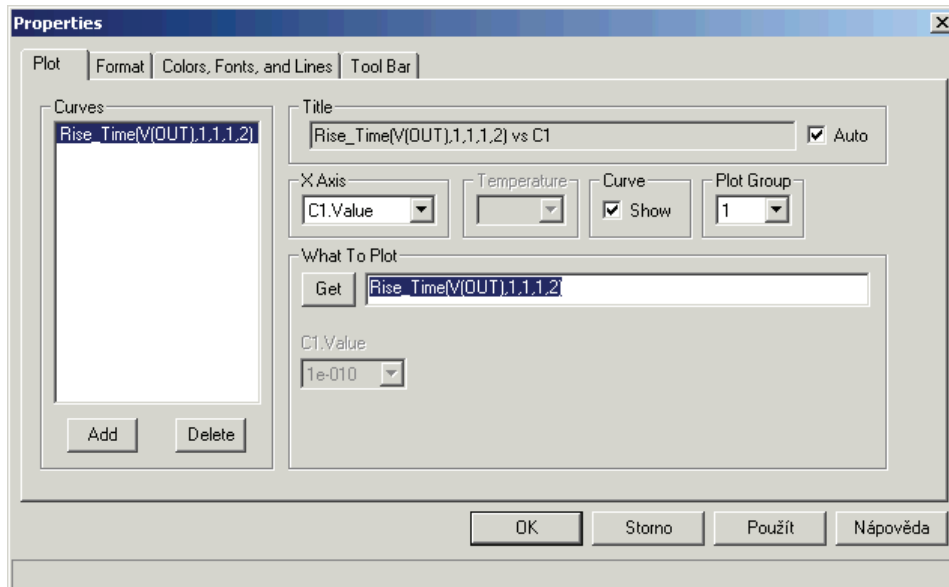 Properties
Plot Format Colors, Fonts, and Lines Tool Bar
Curves
Rise_Time(V(OUT),1,1,1,2)
Add Delete
Title
Rise_Time(V(OUT),1,1,1,2) vs C1 Auto
X Axis Temperature Curve Plot Group
C1.Value Show 1
What To Plot
Get Rise_Time(V(OUT),1,1,1,2)
C1.Value
1e-010
OK Storno Použít Nápověda